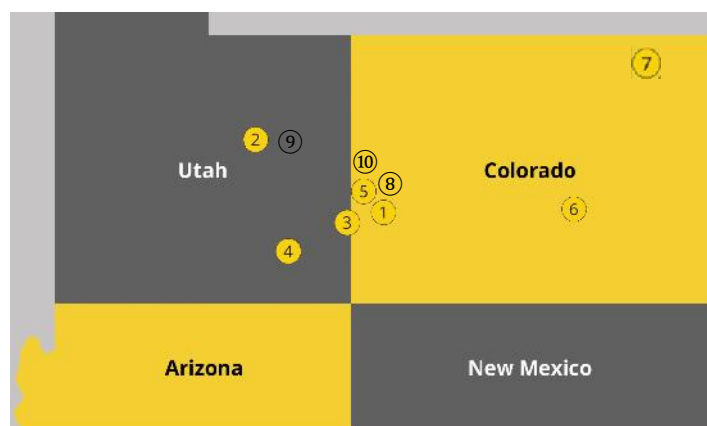 ⑦
② ⑨
⑩
Utah
Colorado
⑤ ⑧
③ ① ⑥
④
Arizona
New Mexico